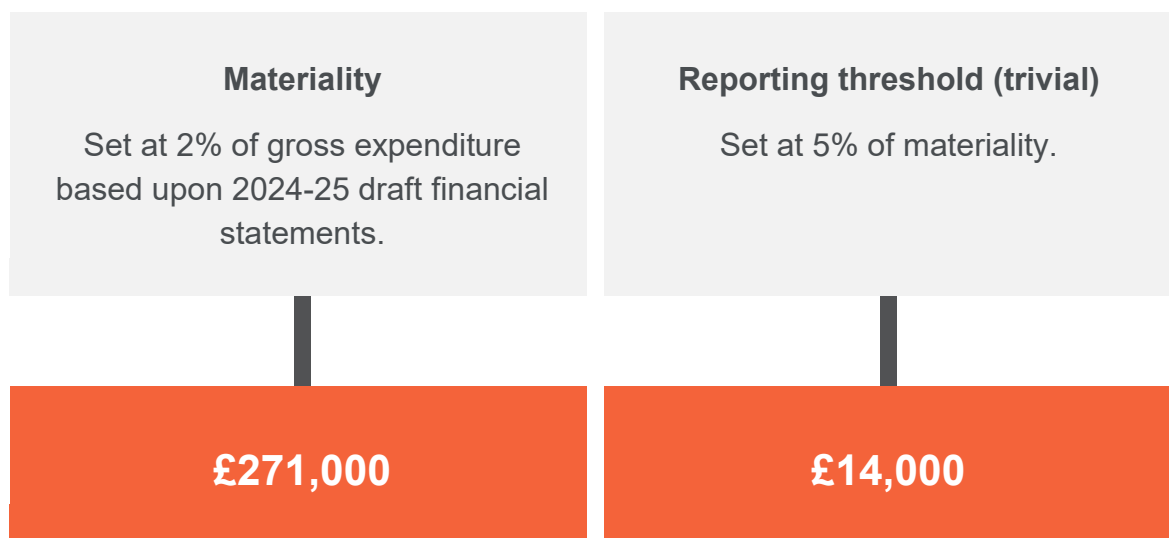 Materiality
Set at 2% of gross expenditure
based upon 2024-25 draft financial
statements.
£271,000
Reporting threshold (trivial)
Set at 5% of materiality.
£14,000